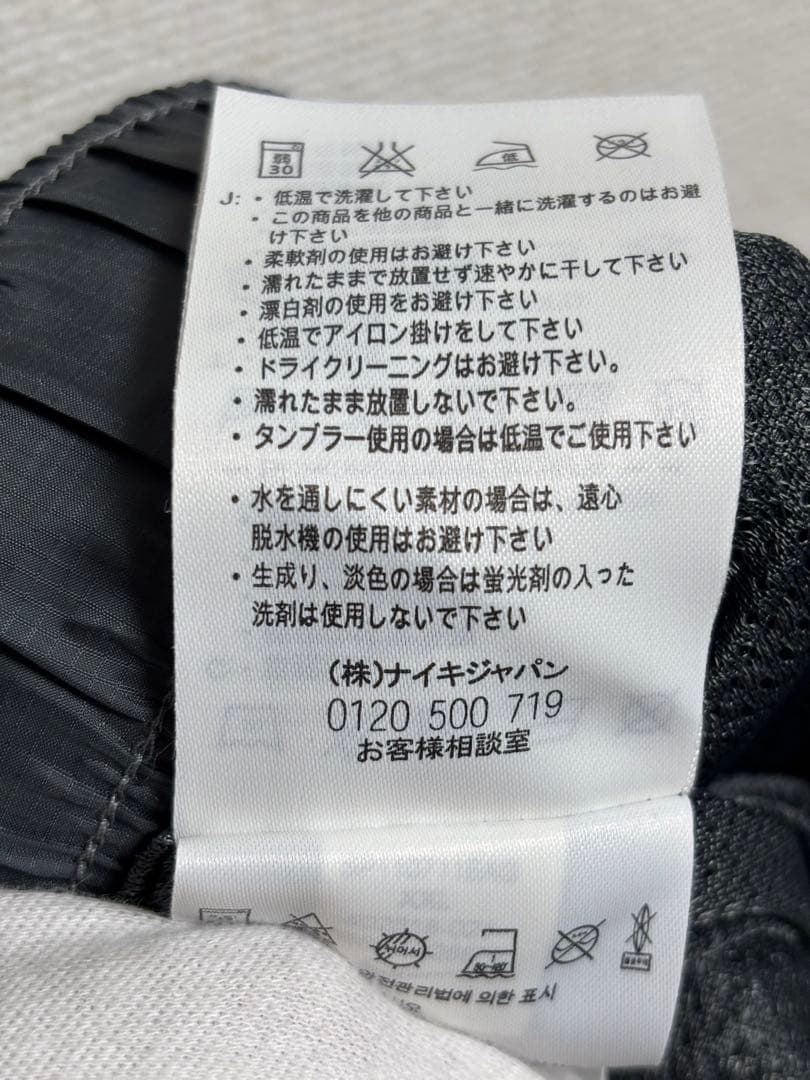 弱
30
低
J: ・低温で洗濯して下さい
・この商品を他の商品と一緒に洗濯するのはお避
け下さい
・柔軟剤の使用はお避け下さい
・濡れたままで放置せず速やかに干して下さい
・漂白剤の使用をお避け下さい
・低温でアイロン掛けをして下さい
・ドライクリーニングはお避け下さい。
・濡れたまま放置しないで下さい。
・タンブラー使用の場合は低温でご使用下さい
・水を通しにくい素材の場合は、遠心
脱水機の使用はお避け下さい
・生成り、淡色の場合は蛍光剤の入った
洗剤は使用しないで下さい
(株)ナイキジャパン
0120 500 719
お客様相談室
전관리법에 의한 표시